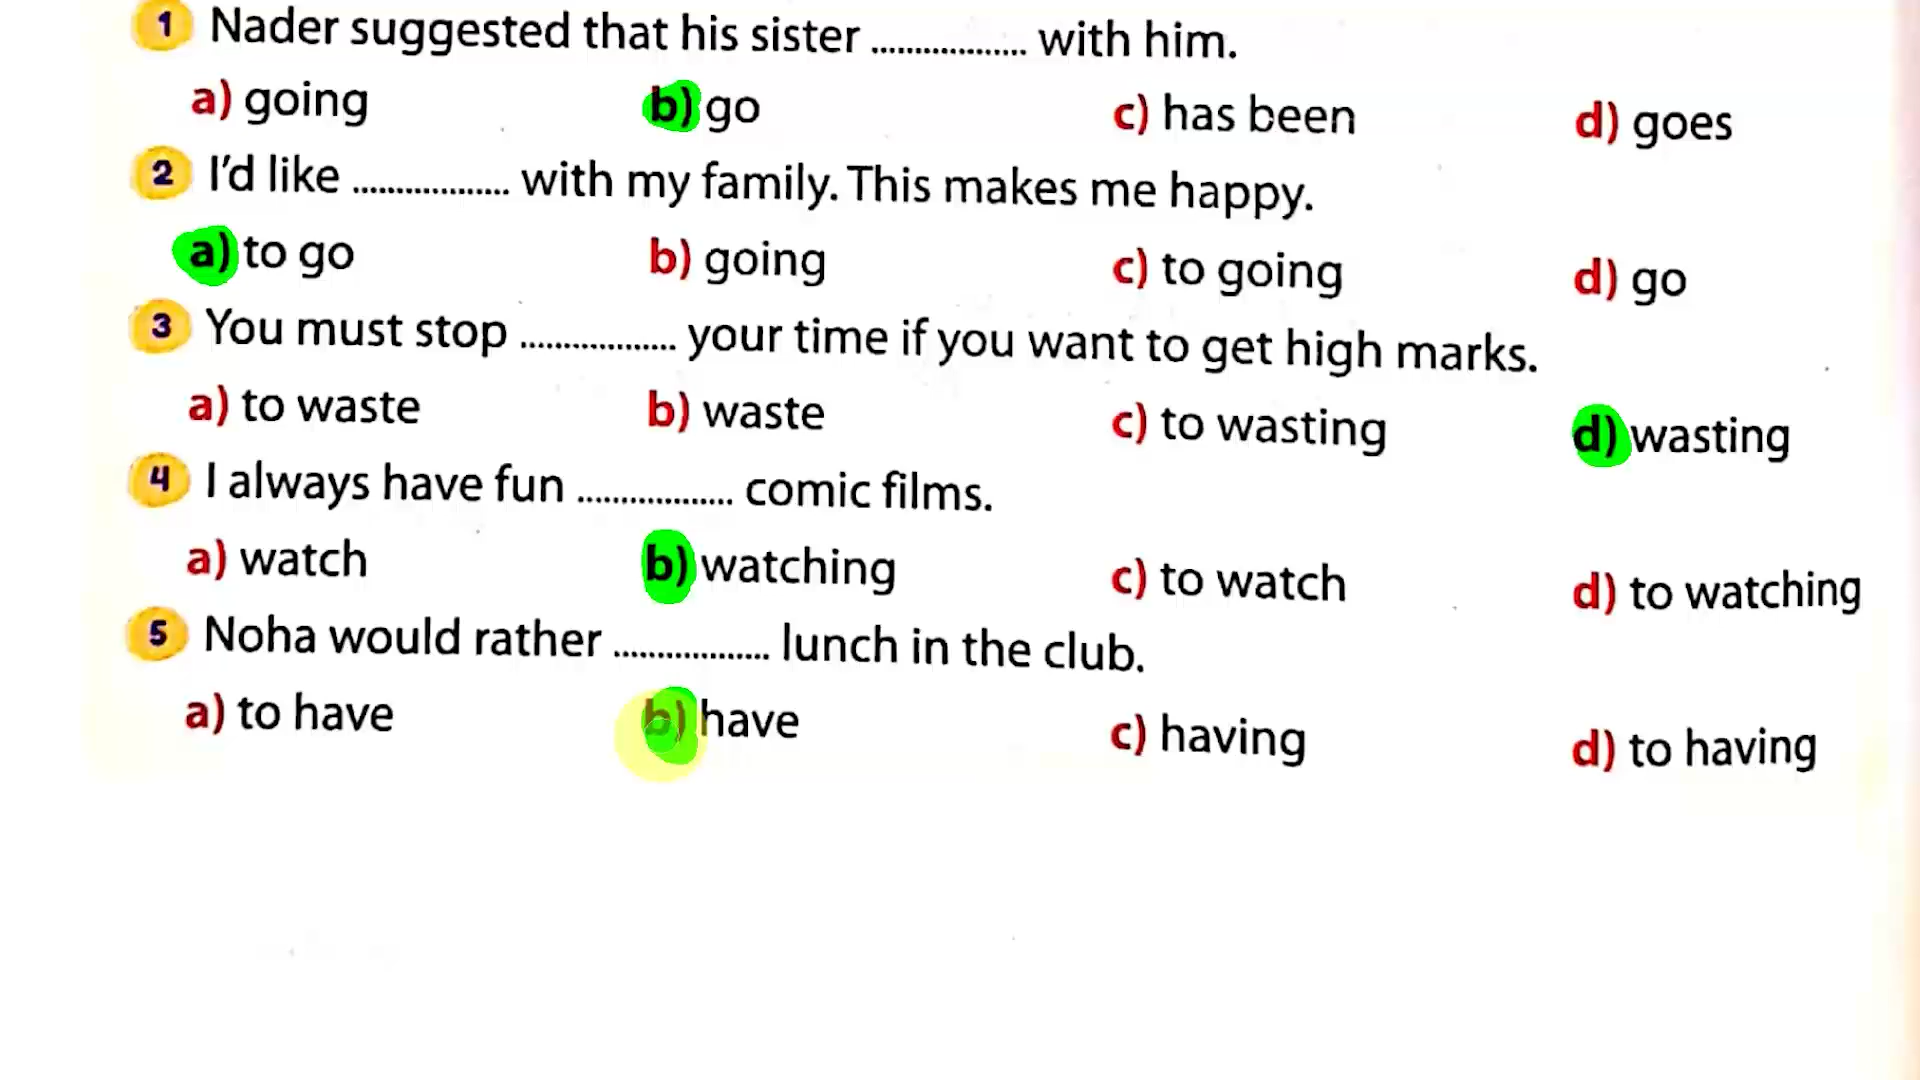 1 Nader suggested that his sister .................. with him.
a) going b) go c) has been d) goes
2 I'd like .................. with my family. This makes me happy.
a) to go b) going c) to going d) go
3 You must stop .................. your time if you want to get high marks.
a) to waste b) waste c) to wasting d) wasting
4 I always have fun .................. comic films.
a) watch b) watching c) to watch d) to watching
5 Noha would rather .................. lunch in the club.
a) to have b) have c) having d) to having